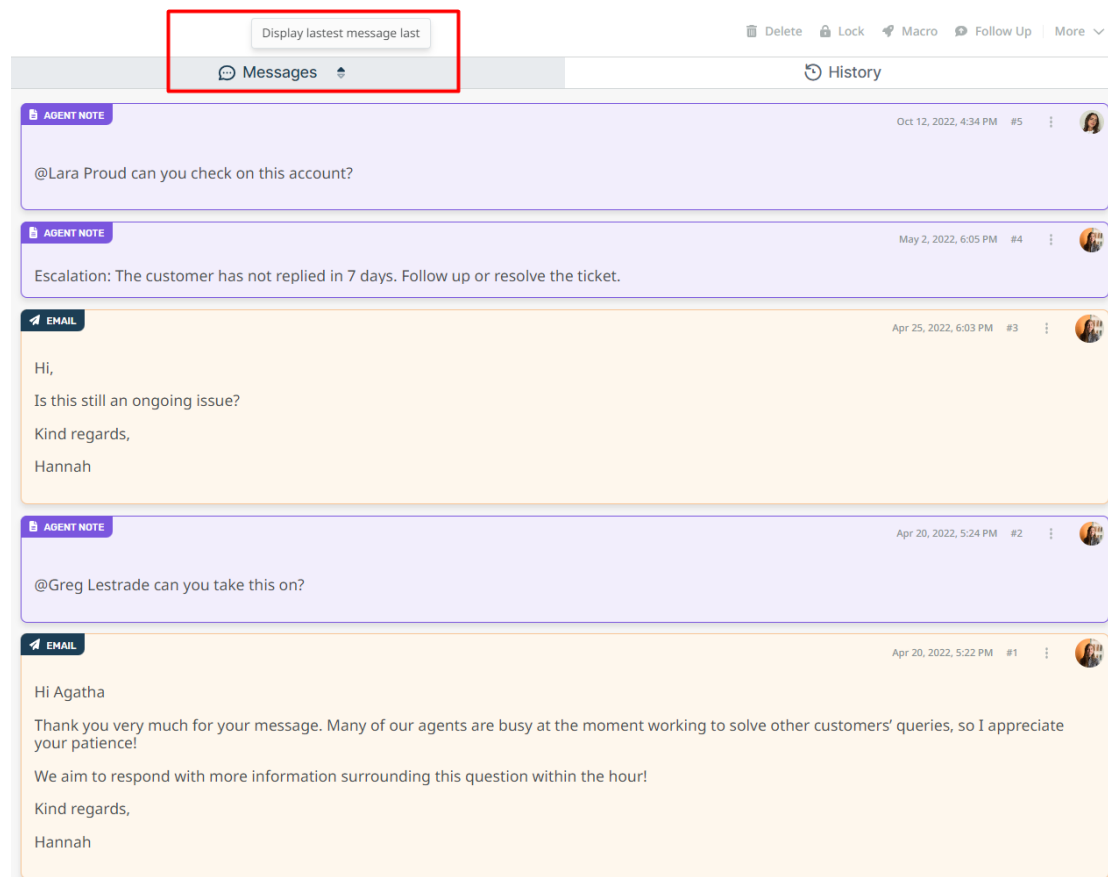 Display lastest message last
Delete Lock Macro Follow Up More
Messages History
AGENT NOTE
Oct 12, 2022, 4:34 PM #5
@Lara Proud can you check on this account?
AGENT NOTE
May 2, 2022, 6:05 PM #4
Escalation: The customer has not replied in 7 days. Follow up or resolve the ticket.
EMAIL
Apr 25, 2022, 6:03 PM #3
Hi,
Is this still an ongoing issue?
Kind regards,
Hannah
AGENT NOTE
Apr 20, 2022, 5:24 PM #2
@Greg Lestrade can you take this on?
EMAIL
Apr 20, 2022, 5:22 PM #1
Hi Agatha
Thank you very much for your message. Many of our agents are busy at the moment working to solve other customers’ queries, so I appreciate
your patience!
We aim to respond with more information surrounding this question within the hour!
Kind regards,
Hannah